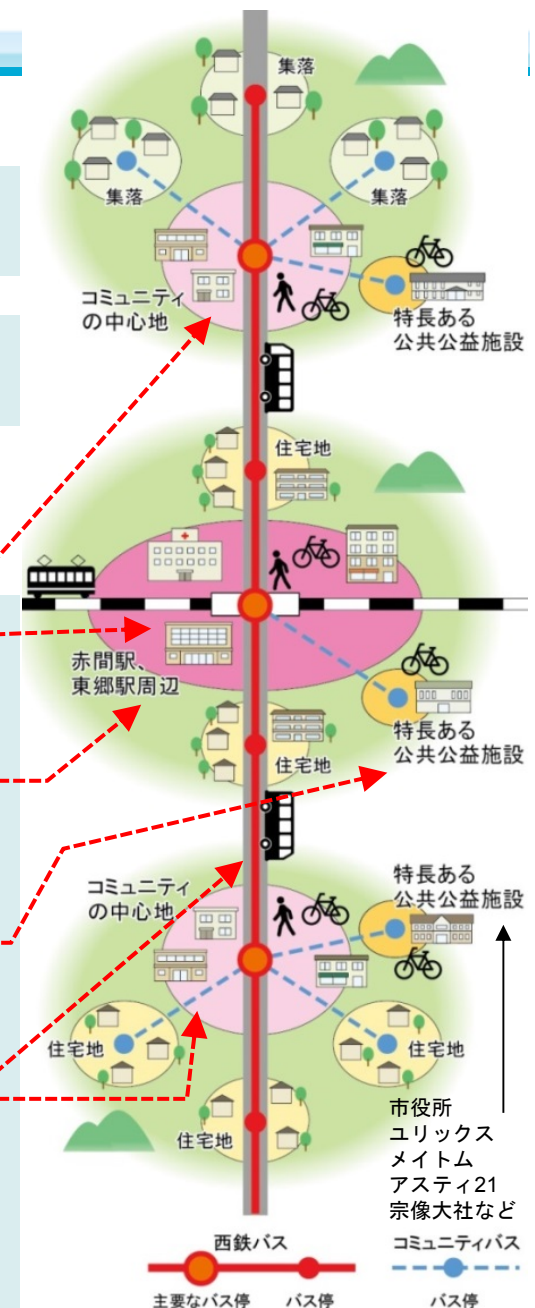 集落
集落
集落
コミュニティ
の中心地
特長ある
公共公益施設
住宅地
赤間駅、
東郷駅周辺
特長ある
公共公益施設
住宅地
コミュニティ
の中心地
特長ある
公共公益施設
住宅地
住宅地
住宅地
市役所
ユリックス
メイトム
アスティ21
宗像大社など
西鉄バス
コミュニティバス
主要なバス停
バス停
バス停